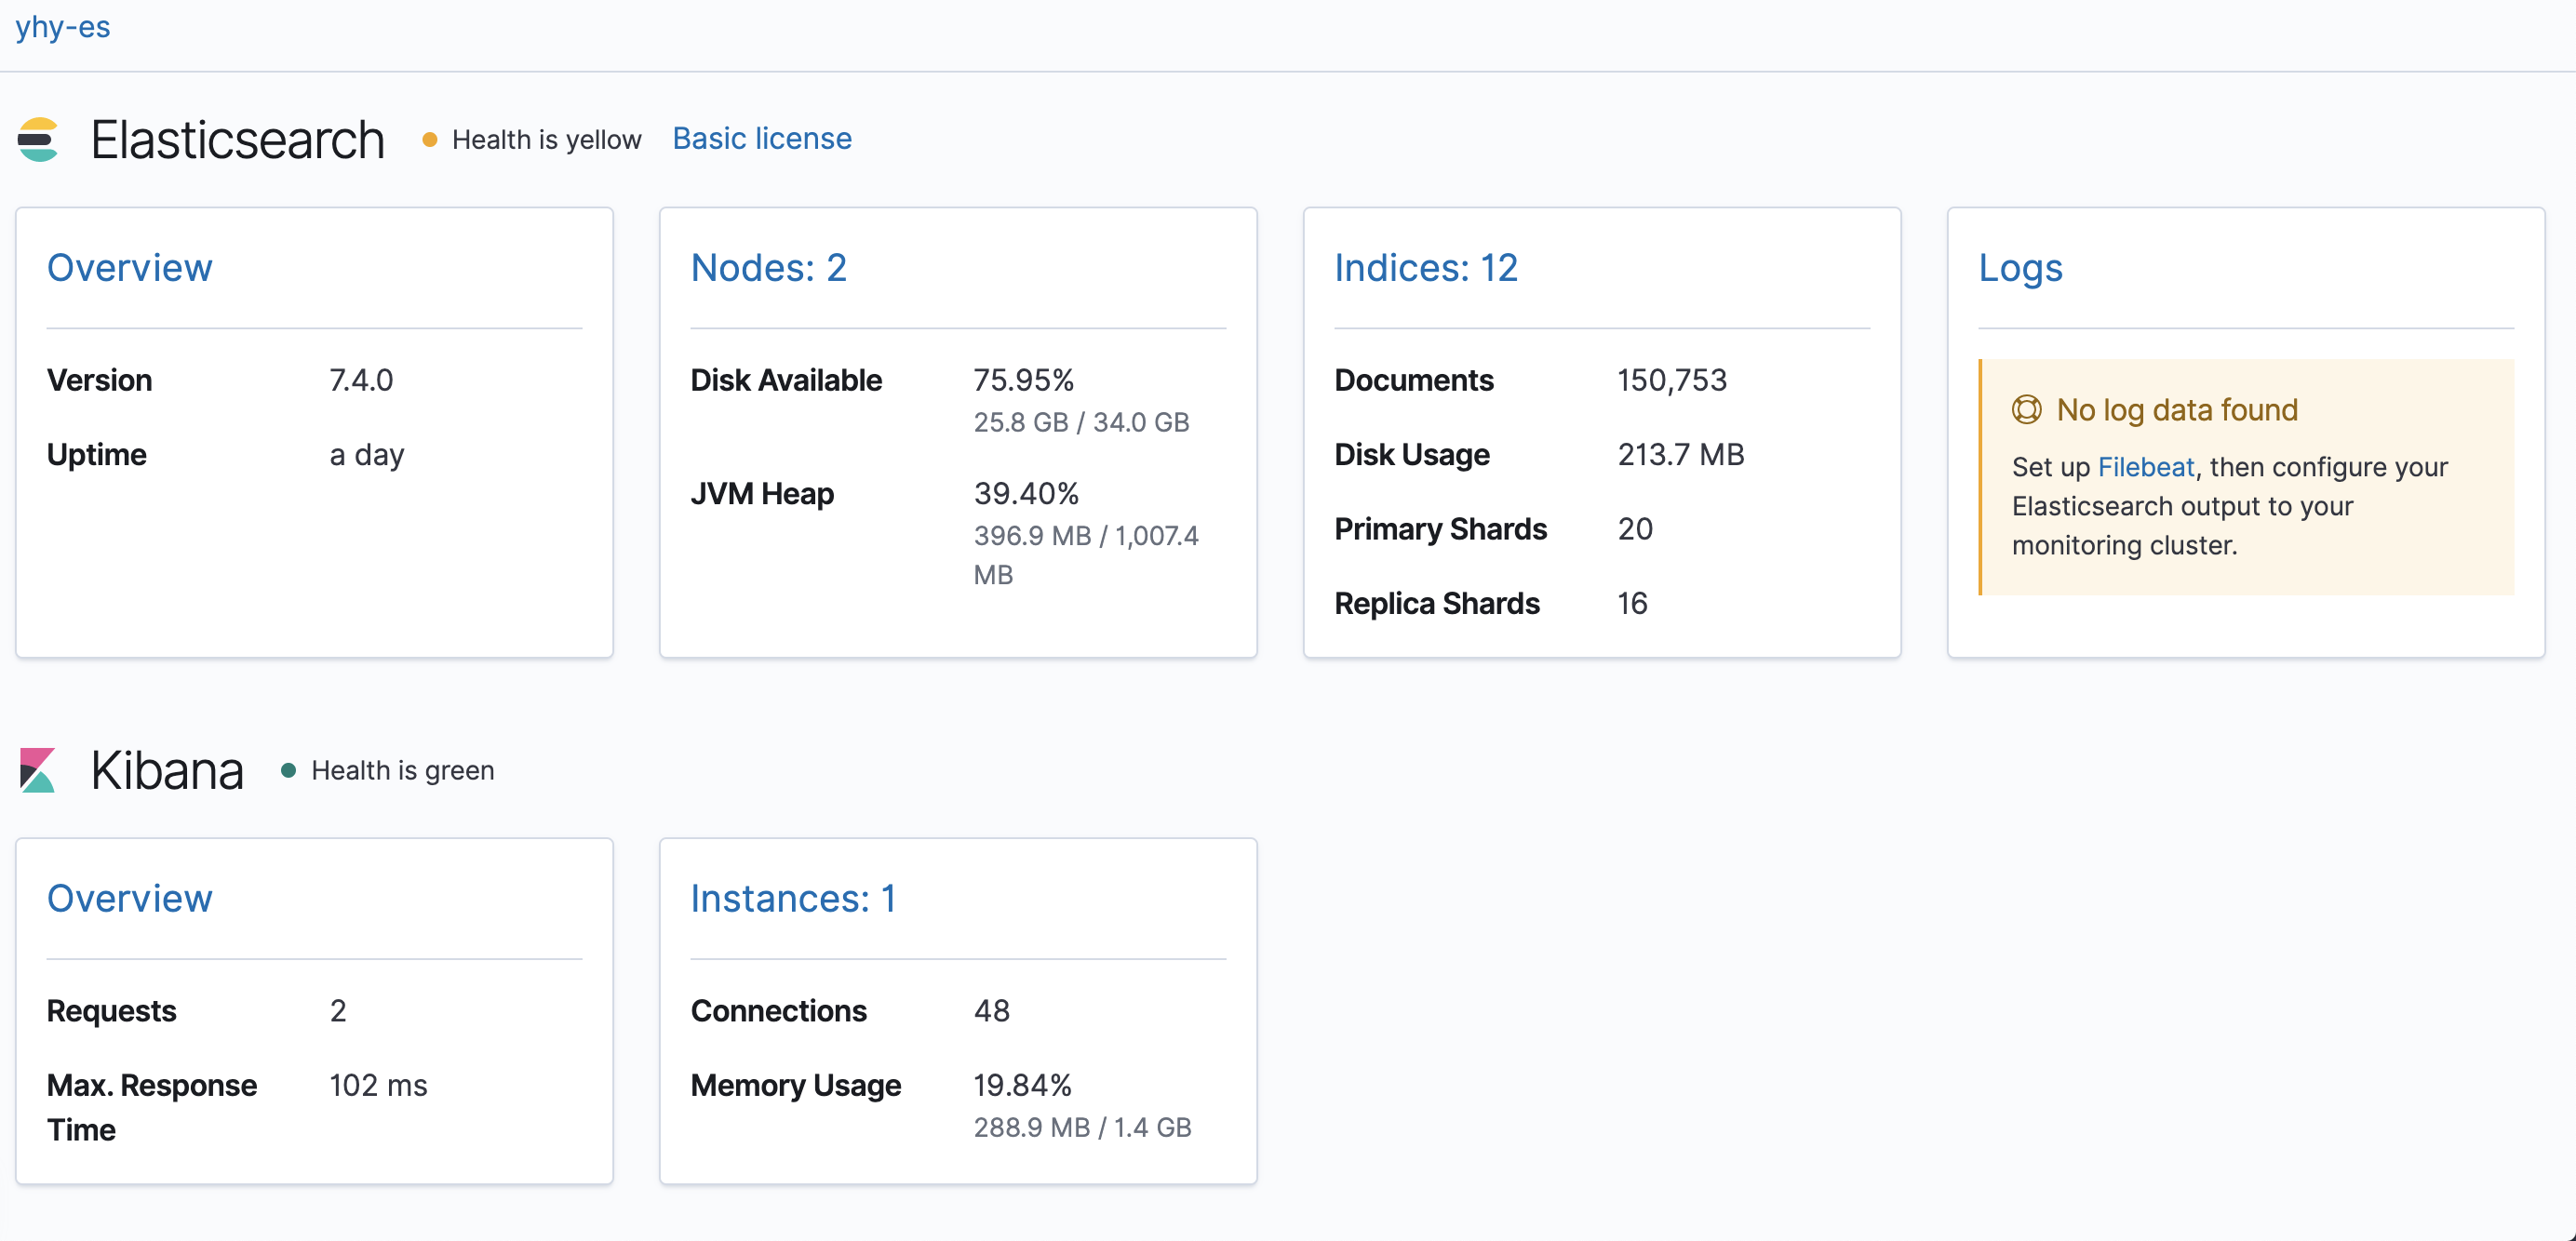 yhy-es
Elasticsearch Health is yellow Basic license
Overview
Version 7.4.0
Uptime a day
Nodes: 2
Disk Available 75.95%
25.8 GB / 34.0 GB
JVM Heap 39.40%
396.9 MB / 1,007.4
MB
Indices: 12
Documents 150,753
Disk Usage 213.7 MB
Primary Shards 20
Replica Shards 16
Logs
No log data found
Set up Filebeat, then configure your
Elasticsearch output to your
monitoring cluster.
Kibana Health is green
Overview
Requests 2
Max. Response 102 ms
Time
Instances: 1
Connections 48
Memory Usage 19.84%
288.9 MB / 1.4 GB